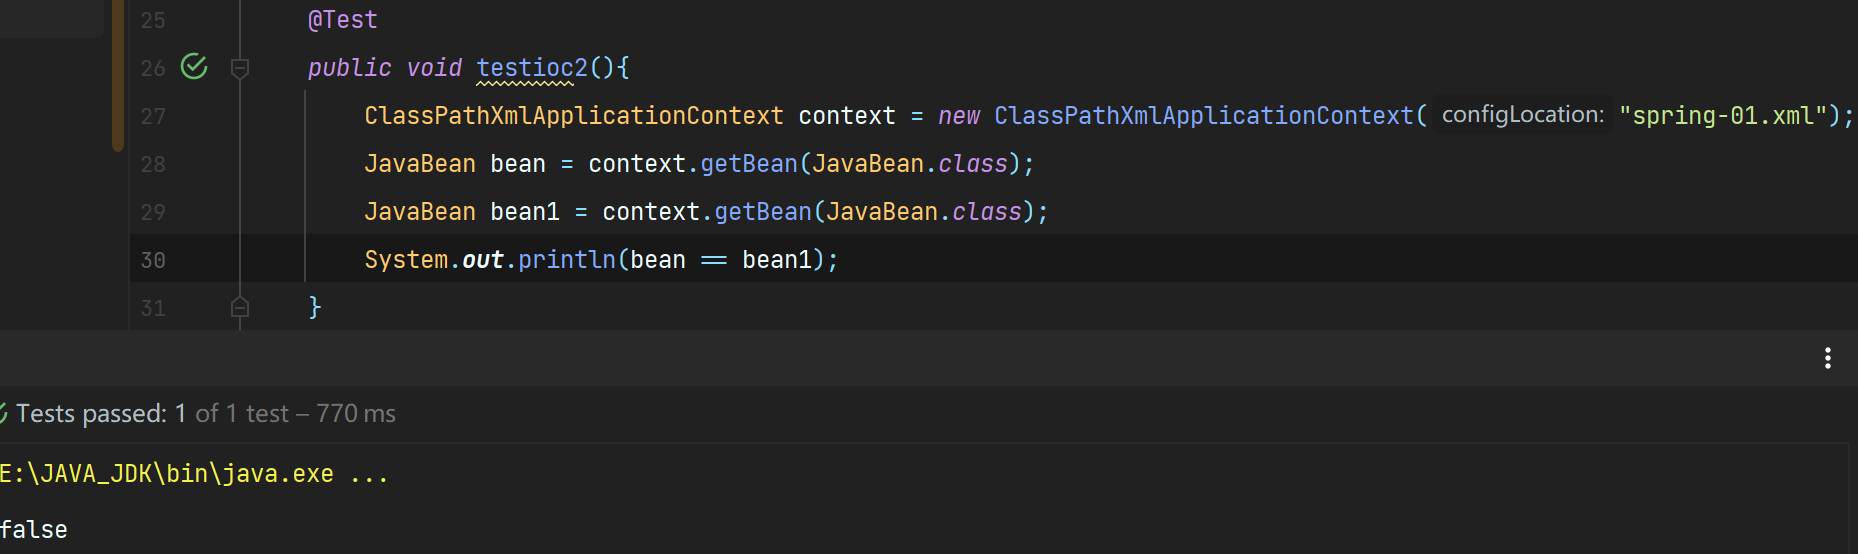 25 @Test
26 public void testioc2(){
27 ClassPathXmlApplicationContext context = new ClassPathXmlApplicationContext( configLocation: "spring-01.xml");
28 JavaBean bean = context.getBean(JavaBean.class);
29 JavaBean bean1 = context.getBean(JavaBean.class);
30 System.out.println(bean == bean1);
31 }
Tests passed: 1 of 1 test – 770 ms
E:\JAVA_JDK\bin\java.exe ...
false